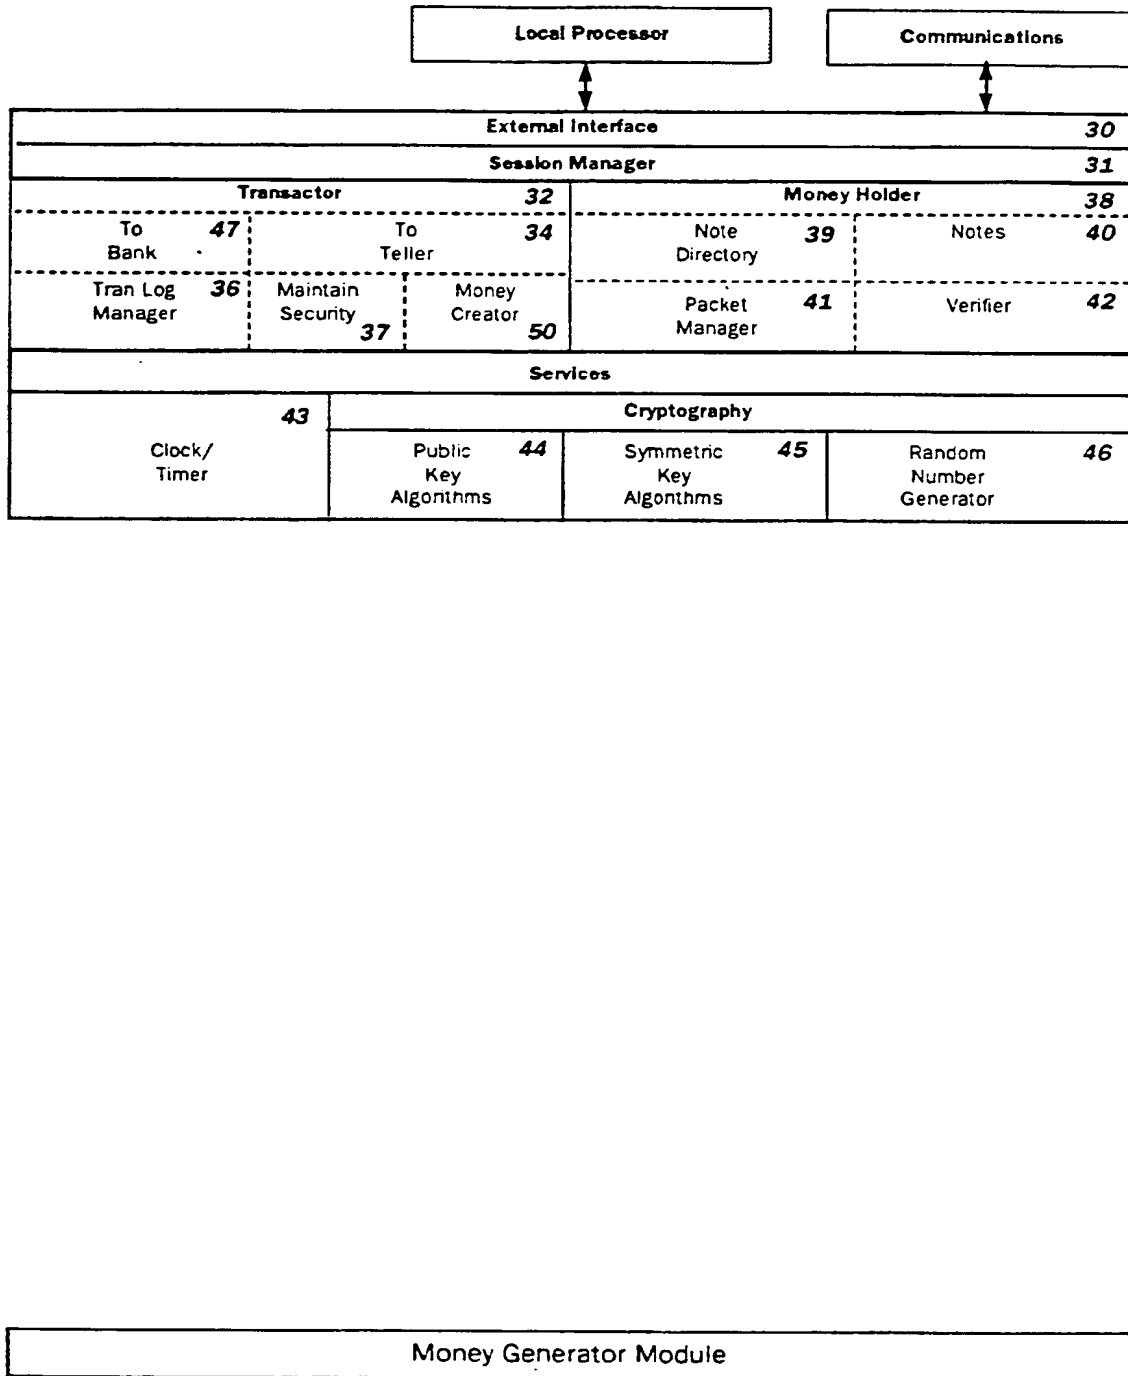 Local Processor
Communications
External Interface 30
Session Manager 31
Transactor 32
Money Holder 38
To Bank 47
To Teller 34
Note Directory 39
Notes 40
Tran Log Manager 36
Maintain Security 37
Money Creator 50
Packet Manager 41
Verifier 42
Services
43
Clock/
Timer
Cryptography
Public 44
Key
Algorithms
Symmetric 45
Key
Algorithms
Random 46
Number
Generator
Money Generator Module